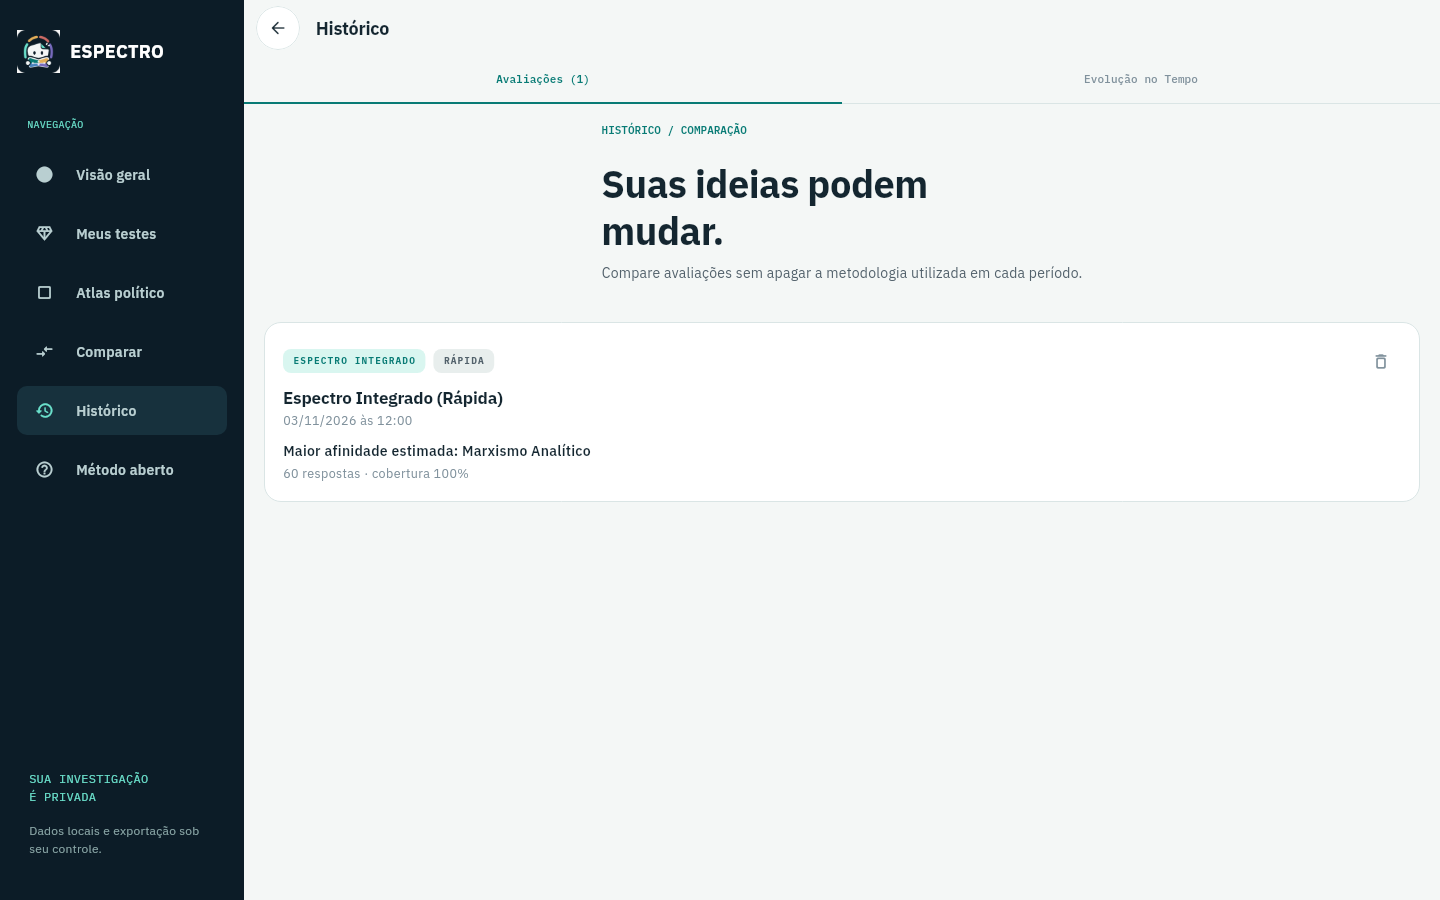 ESPECTRO
NAVEGAÇÃO
Visão geral
Meus testes
Atlas político
Comparar
Histórico
Método aberto
SUA INVESTIGAÇÃO
É PRIVADA
Dados locais e exportação sob
seu controle.
Histórico
Avaliações (1)
Evolução no Tempo
HISTÓRICO / COMPARAÇÃO
Suas ideias podem
mudar.
Compare avaliações sem apagar a metodologia utilizada em cada período.
ESPECTRO INTEGRADO
RÁPIDA
Espectro Integrado (Rápida)
03/11/2026 às 12:00
Maior afinidade estimada: Marxismo Analítico
60 respostas · cobertura 100%